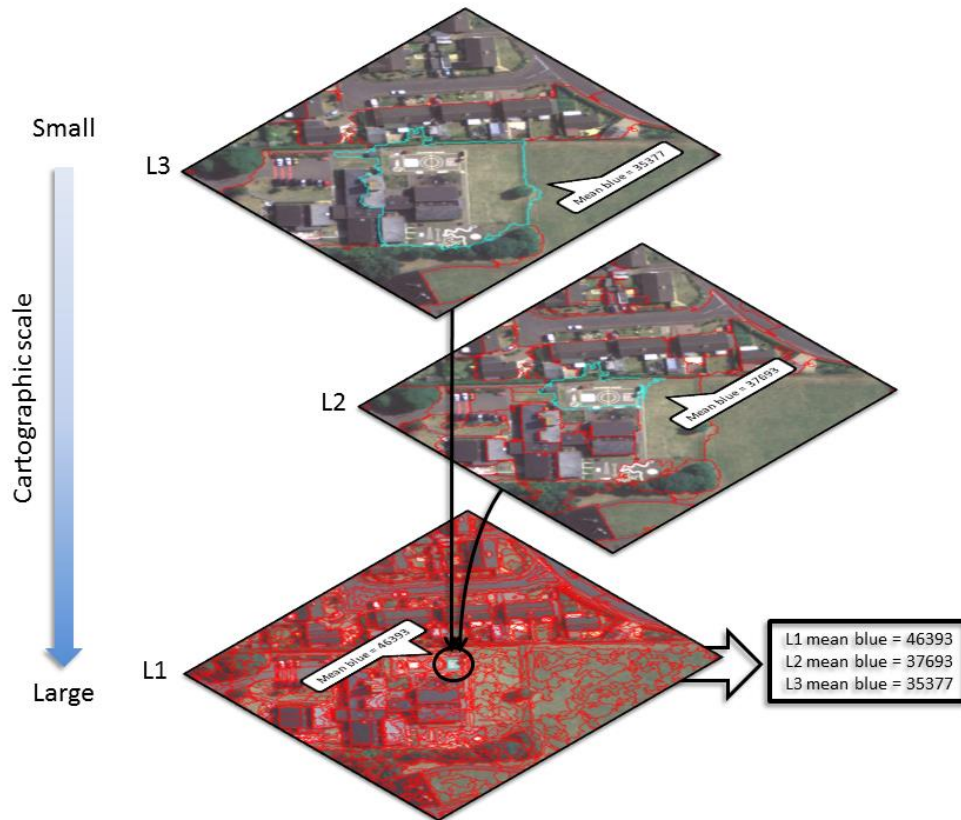 Small
L3
Mean blue = 35377
Cartographic scale
L2
Mean blue = 37693
Mean blue = 46393
L1
Large
L1 mean blue = 46393
L2 mean blue = 37693
L3 mean blue = 35377